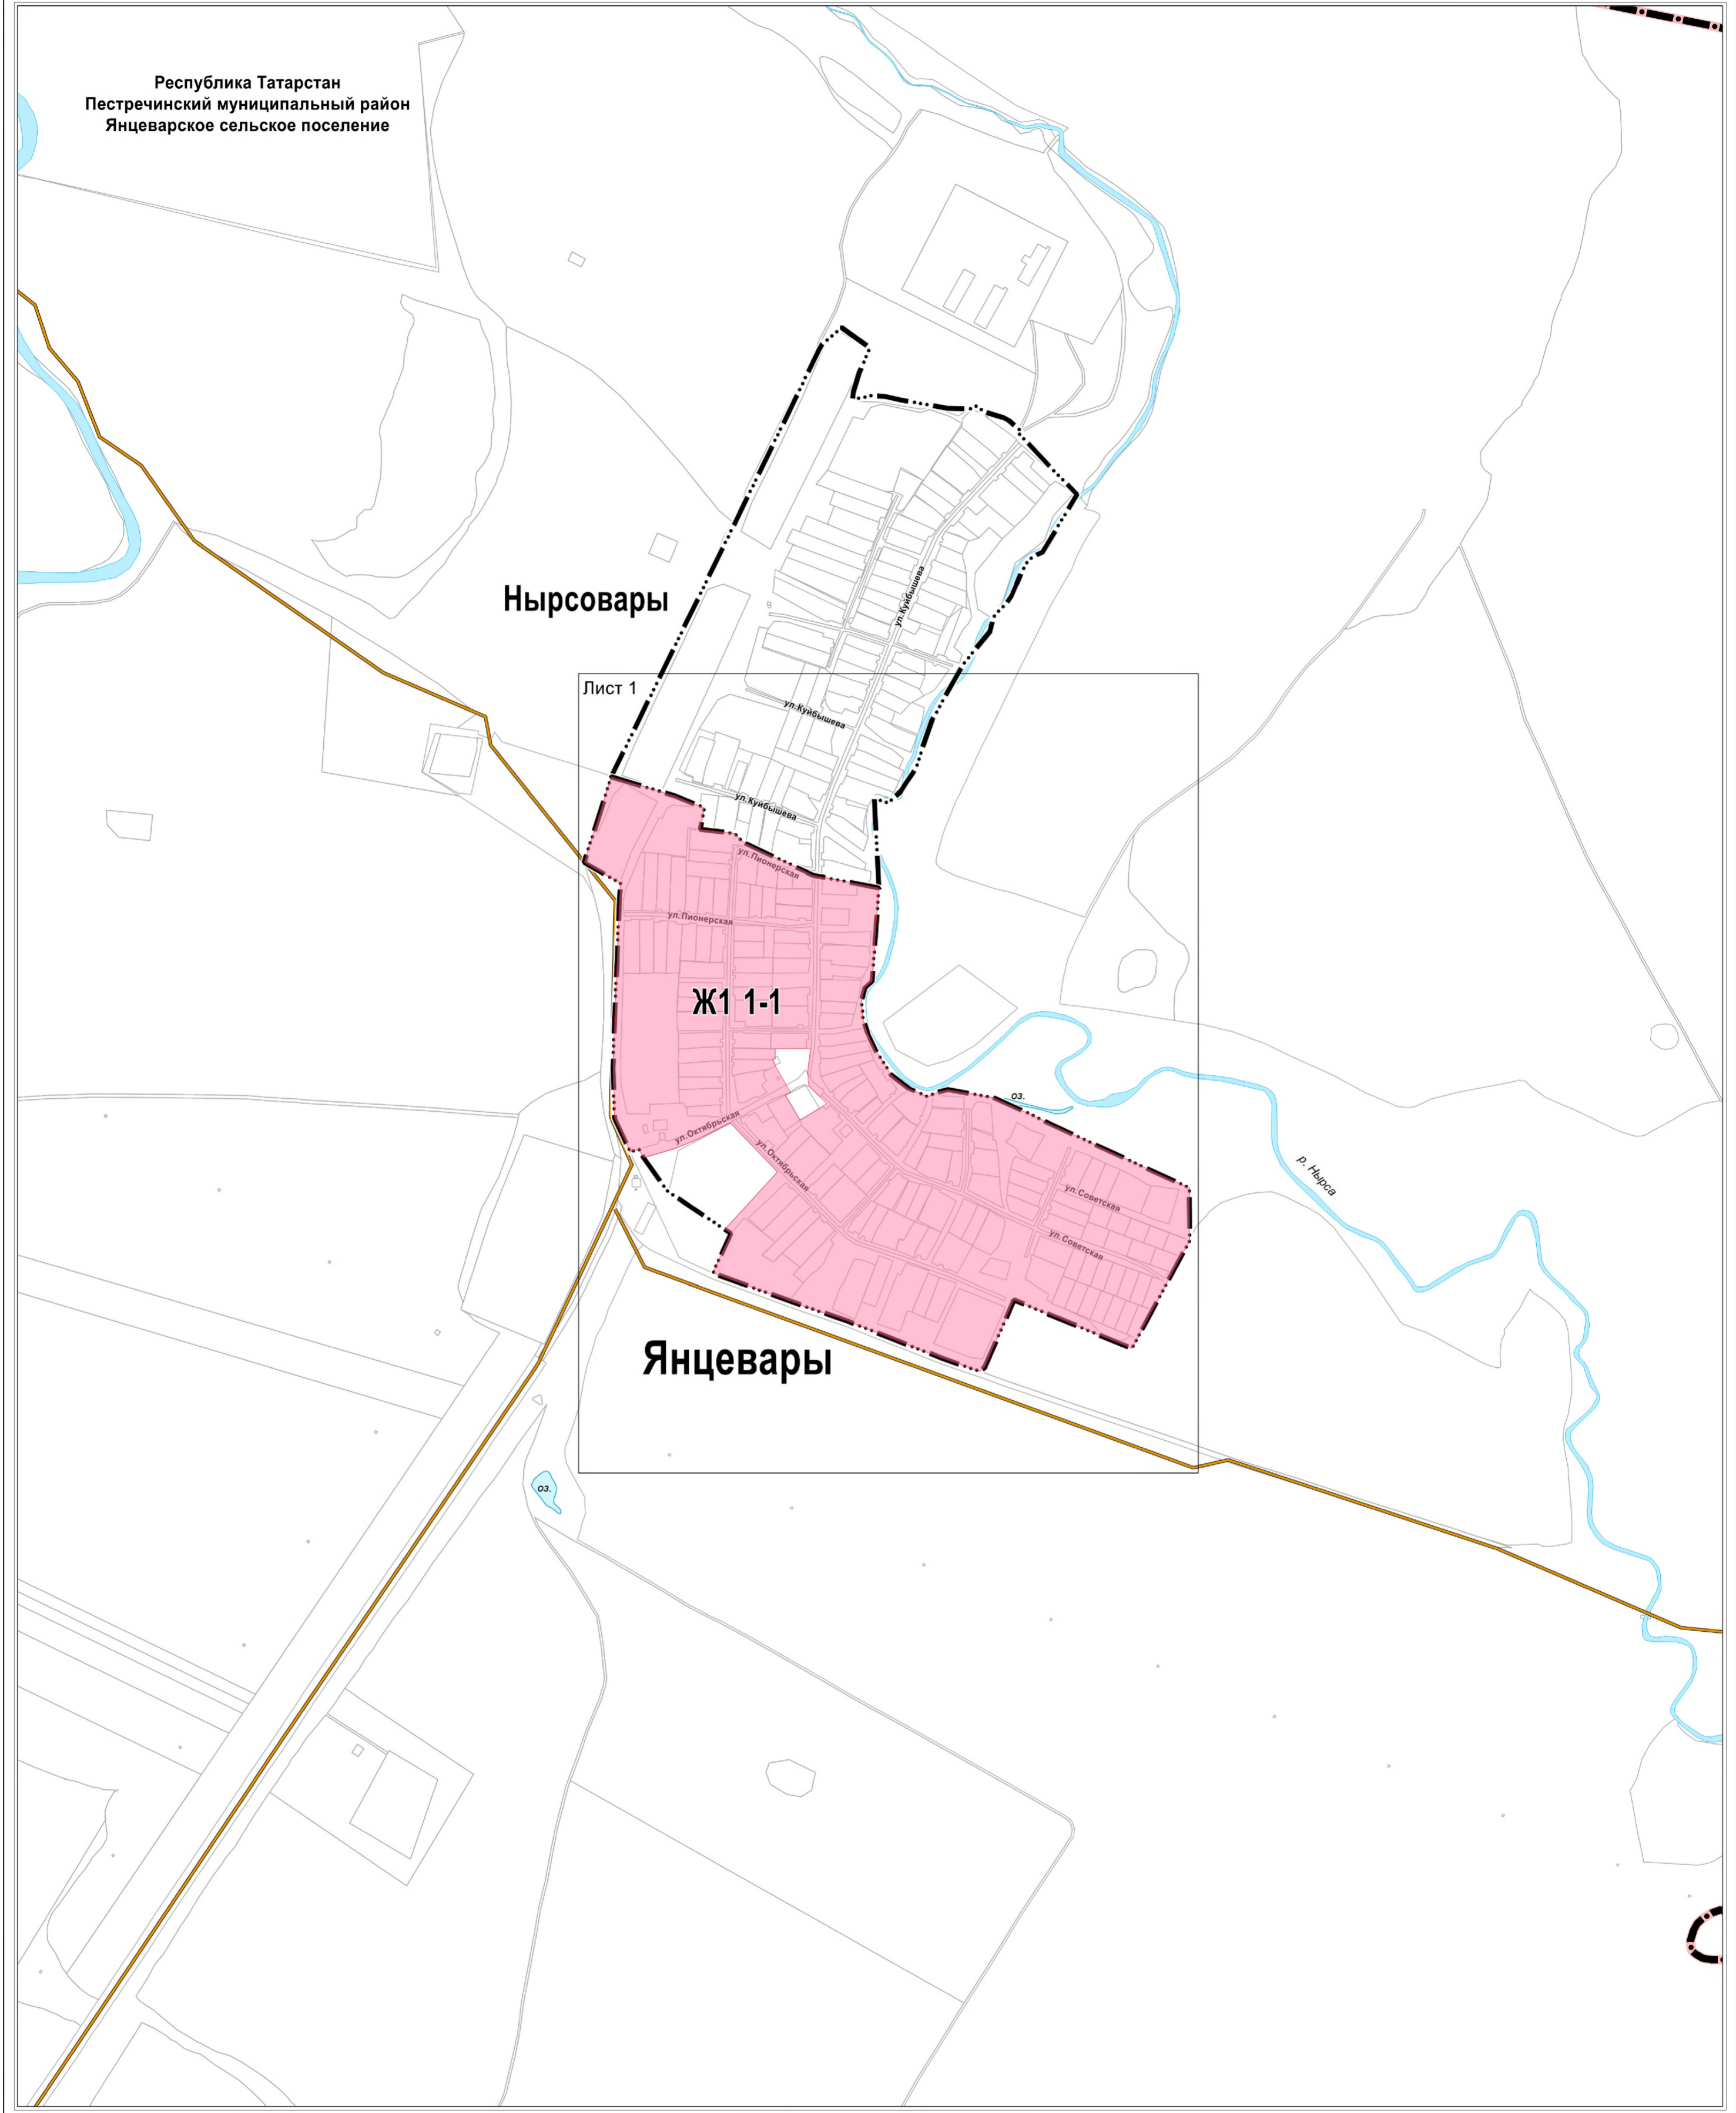 Республика Татарстан
Пестречинский муниципальный район
Янцеварское сельское поселение
Нырсовары
ул.Куйбышева
Лист 1
ул.Куйбышева
ул.Куйбышева
ул.Пионерская
ул.Пионерская
Ж1 1-1
оз.
ул.Октябрьская
ул.Октябрьская
р. Нырса
ул.Советская
ул.Советская
Янцевары
оз.